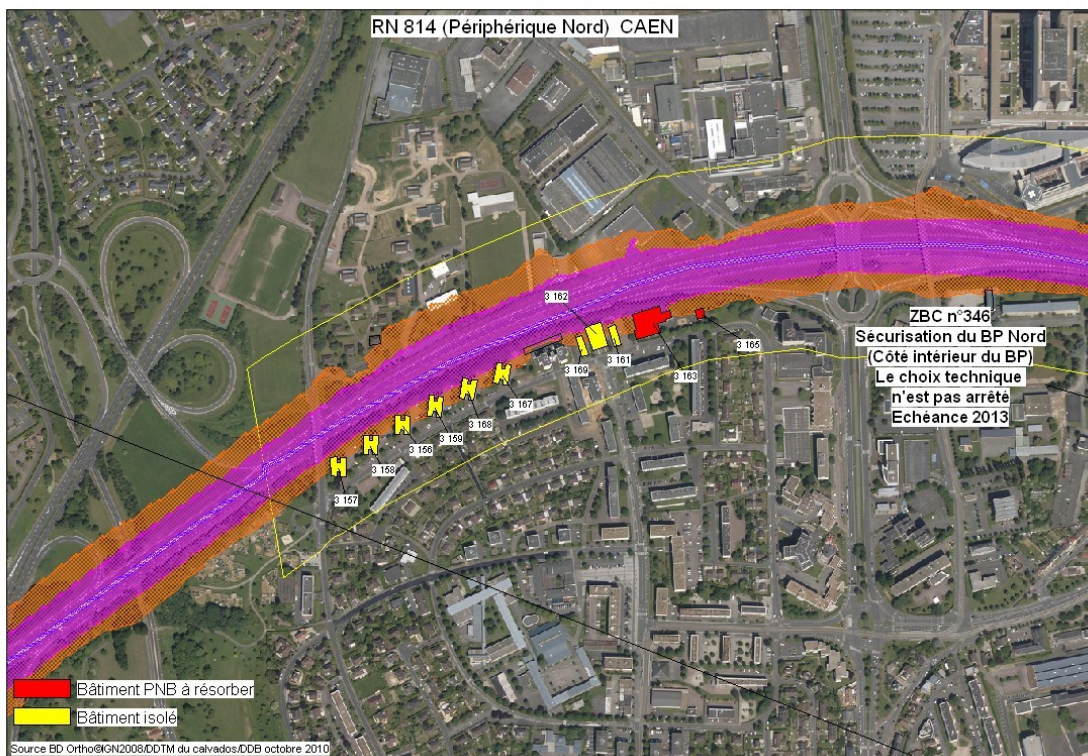 RN 814 (Périphérique Nord) CAEN
3 162
ZBC n°346
Sécurisation du BP Nord
(Côté intérieur du BP)
Le choix technique
n'est pas arrêté
Echéance 2013
3 165
3 161
3 169
3 163
3 167
3 168
3 159
3 156
3 158
3 157
Bâtiment PNB à résorber
Bâtiment isolé
Source BD Ortho®IGN2008/DDTM du calvados/DDB octobre 2010